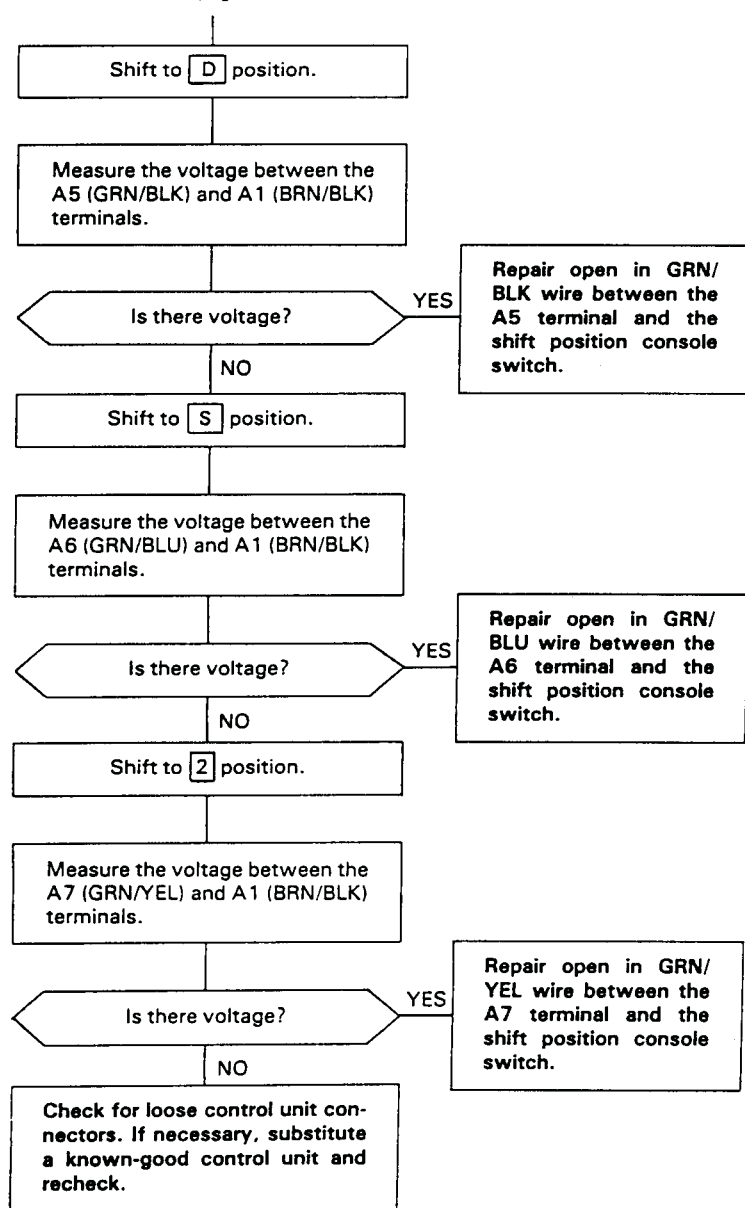 Shift to D position.
Measure the voltage between the
A5 (GRN/BLK) and A1 (BRN/BLK)
terminals.
Is there voltage?
YES
Repair open in GRN/
BLK wire between the
A5 terminal and the
shift position console
switch.
NO
Shift to S position.
Measure the voltage between the
A6 (GRN/BLU) and A1 (BRN/BLK)
terminals.
Is there voltage?
YES
Repair open in GRN/
BLU wire between the
A6 terminal and the
shift position console
switch.
NO
Shift to 2 position.
Measure the voltage between the
A7 (GRN/YEL) and A1 (BRN/BLK)
terminals.
Is there voltage?
YES
Repair open in GRN/
YEL wire between the
A7 terminal and the
shift position console
switch.
NO
Check for loose control unit con-
nectors. If necessary, substitute
a known-good control unit and
recheck.